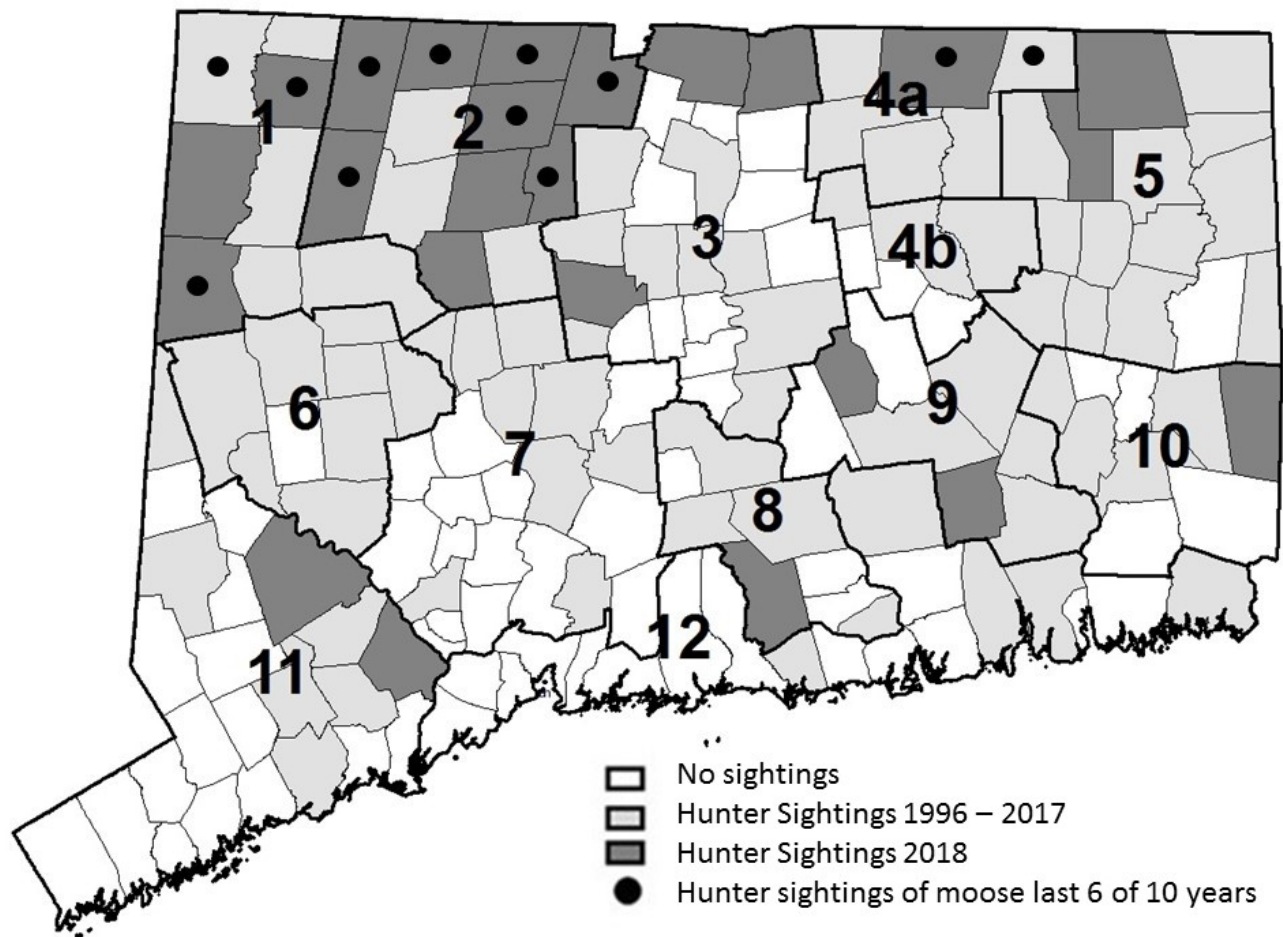 1
2
4a
5
3
4b
6
9
7
10
8
12
11
No sightings
Hunter Sightings 1996 – 2017
Hunter Sightings 2018
Hunter sightings of moose last 6 of 10 years